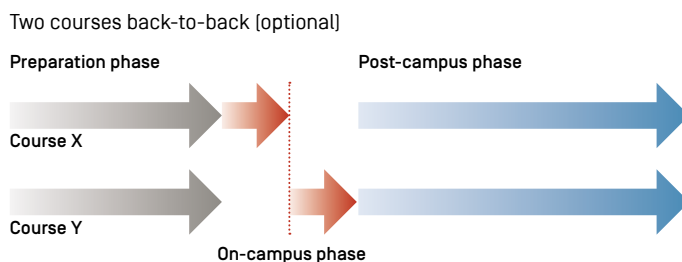 Two courses back-to-back (optional)
Preparation phase
Post-campus phase
Course X
Course Y
On-campus phase